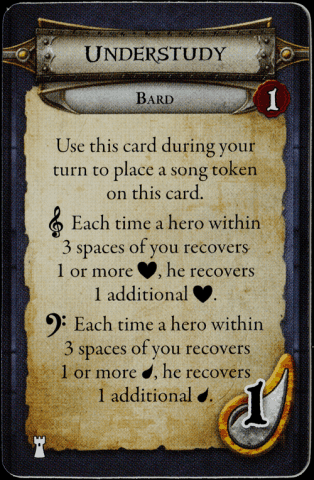 UNDERSTUDY
BARD
1
Use this card during your
turn to place a song token
on this card.
𝄞 Each time a hero within
3 spaces of you recovers
1 or more ♥, he recovers
1 additional ♥.
𝄢 Each time a hero within
3 spaces of you recovers
1 or more 💧, he recovers
1 additional 💧.
1